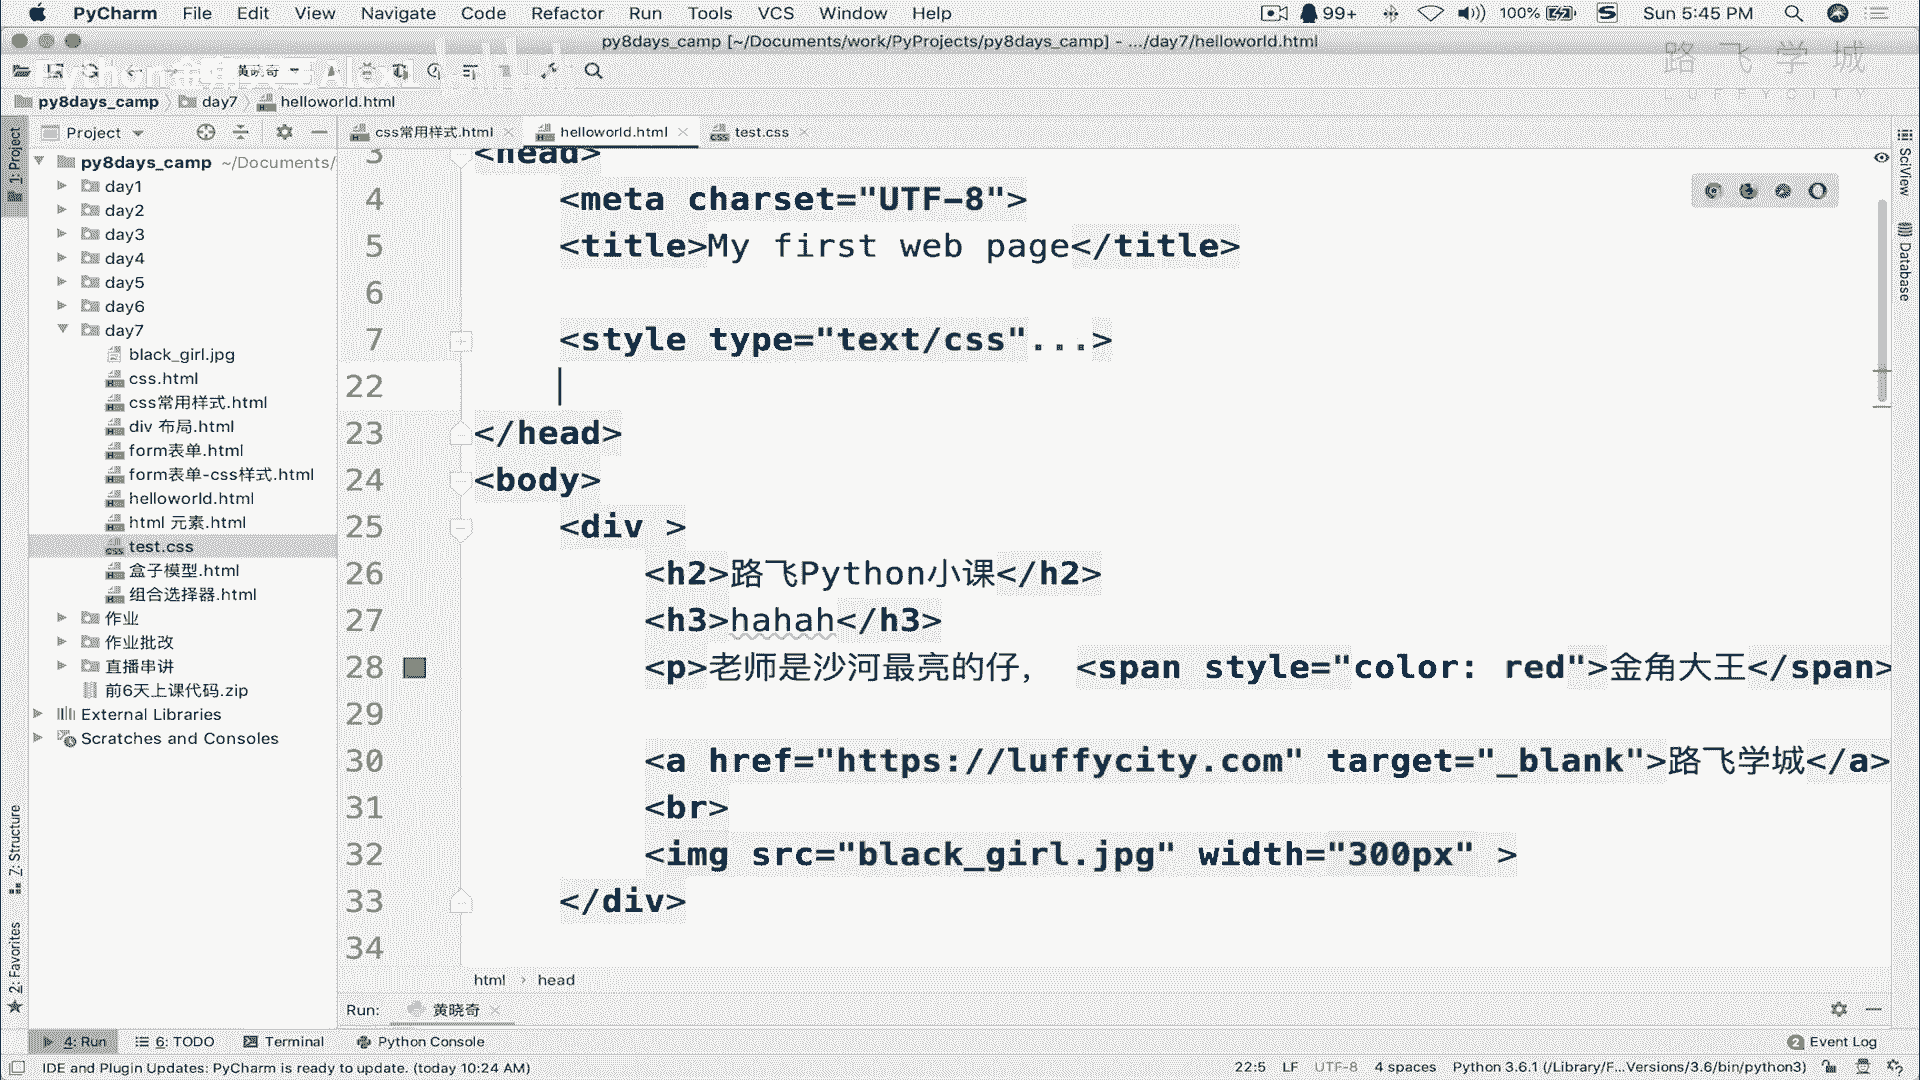 PyCharm File Edit View Navigate Code Refactor Run Tools VCS Window Help 99+ 100% Sun 5:45 PM
py8days_camp [~/Documents/work/PyProjects/py8days_camp] - .../day7/helloworld.html
黄晓奇
路飞学城
LUFFYCITY
py8days_camp day7 helloworld.html
Project
css常用样式.html helloworld.html test.css
1: Project
py8days_camp ~/Documents/
day1
day2
day3
day4
day5
day6
day7
black_girl.jpg
css.html
css常用样式.html
div 布局.html
form表单.html
form表单-css样式.html
helloworld.html
html 元素.html
test.css
盒子模型.html
组合选择器.html
作业
作业批改
直播串讲
前6天上课代码.zip
External Libraries
Scratches and Consoles
7: Structure
2: Favorites
3 <head>
4 <meta charset="UTF-8">
5 <title>My first web page</title>
6
7 <style type="text/css"...>
22
23 </head>
24 <body>
25 <div >
26 <h2>路飞Python小课</h2>
27 <h3>hahah</h3>
28 <p>老师是沙河最亮的仔, <span style="color: red">金角大王</span>
29
30 <a href="https://luffycity.com" target="_blank">路飞学城</a>
31 <br>
32 <img src="black_girl.jpg" width="300px" >
33 </div>
34
SciView
Database
html › head
Run: 黄晓奇
4: Run 6: TODO Terminal Python Console 2 Event Log
IDE and Plugin Updates: PyCharm is ready to update. (today 10:24 AM) 22:5 LF UTF-8 4 spaces Python 3.6.1 (/Library/F...Versions/3.6/bin/python3)